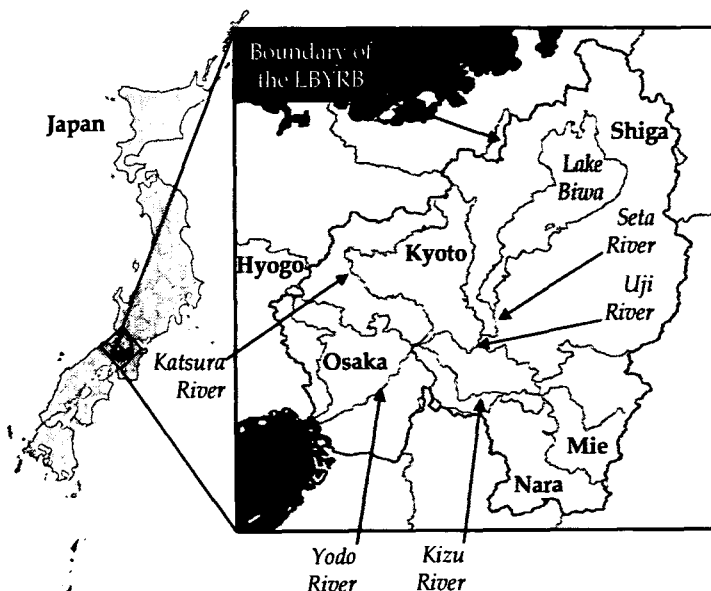 Boundary of
the LBYRB
Japan
Shiga
Lake
Biwa
Seta
River
Hyogo
Kyoto
Uji
River
Katsura
River
Osaka
Mie
Nara
Yodo
River
Kizu
River